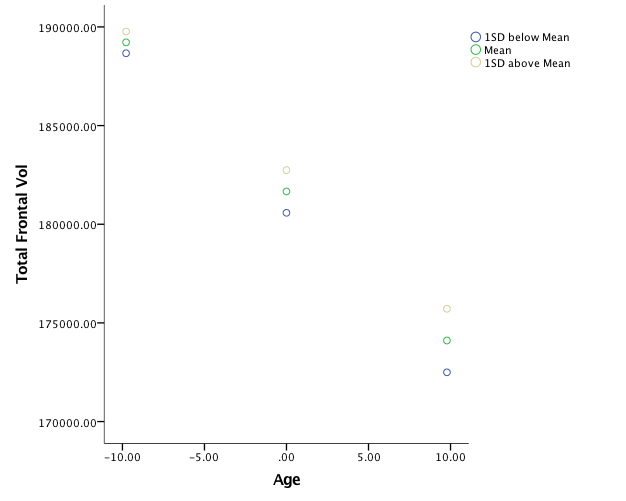 190000.00
185000.00
180000.00
175000.00
170000.00
Total Frontal Vol
-10.00 -5.00 .00 5.00 10.00
Age
1SD below Mean
Mean
1SD above Mean